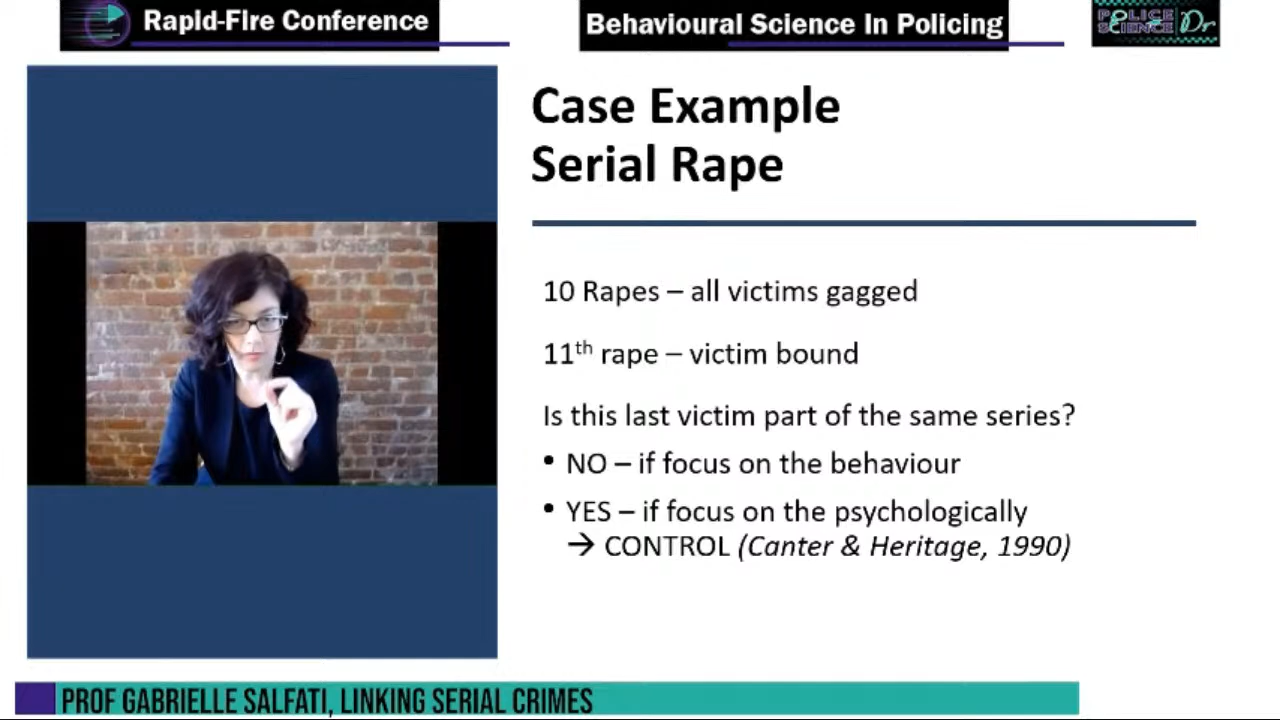 Rapid-Fire Conference
Behavioural Science In Policing
POLICE SCIENCE Dr
Case Example
Serial Rape
10 Rapes – all victims gagged
11th rape – victim bound
Is this last victim part of the same series?
• NO – if focus on the behaviour
• YES – if focus on the psychologically
→ CONTROL (Canter & Heritage, 1990)
PROF GABRIELLE SALFATI, LINKING SERIAL CRIMES